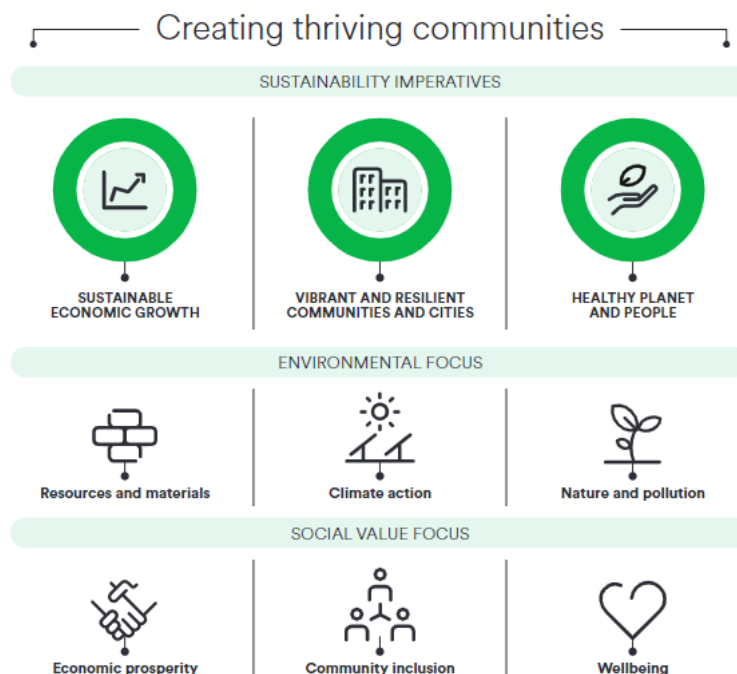 Creating thriving communities
SUSTAINABILITY IMPERATIVES
SUSTAINABLE
ECONOMIC GROWTH
VIBRANT AND RESILIENT
COMMUNITIES AND CITIES
HEALTHY PLANET
AND PEOPLE
ENVIRONMENTAL FOCUS
Resources and materials
Climate action
Nature and pollution
SOCIAL VALUE FOCUS
Economic prosperity
Community inclusion
Wellbeing